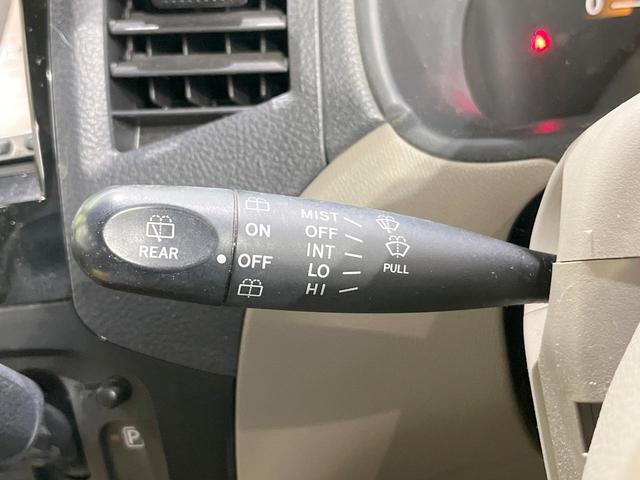 REAR
ON
OFF
MIST
OFF
INT
LO
HI
PULL
P